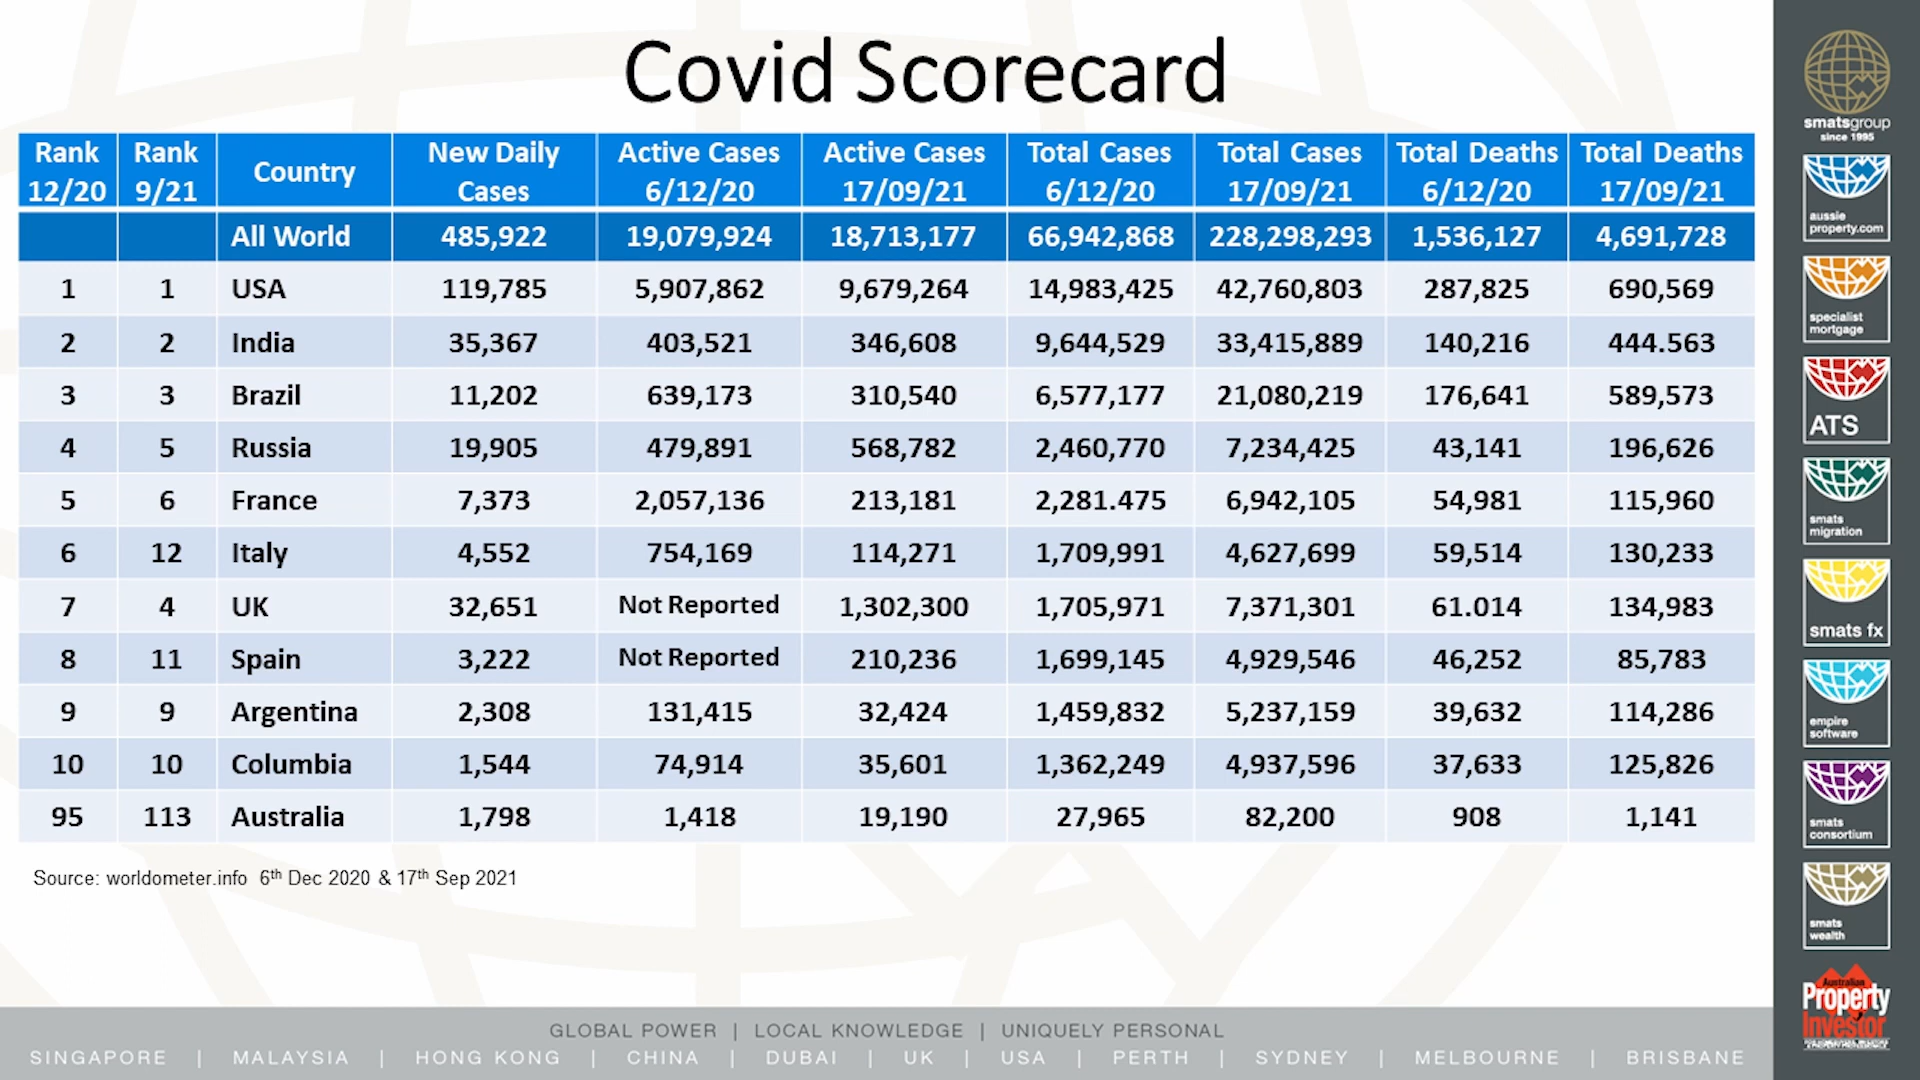 Covid Scorecard
Rank 12/20 Rank 9/21 Country New Daily Cases Active Cases 6/12/20 Active Cases 17/09/21 Total Cases 6/12/20 Total Cases 17/09/21 Total Deaths 6/12/20 Total Deaths 17/09/21
All World 485,922 19,079,924 18,713,177 66,942,868 228,298,293 1,536,127 4,691,728
1 1 USA 119,785 5,907,862 9,679,264 14,983,425 42,760,803 287,825 690,569
2 2 India 35,367 403,521 346,608 9,644,529 33,415,889 140,216 444.563
3 3 Brazil 11,202 639,173 310,540 6,577,177 21,080,219 176,641 589,573
4 5 Russia 19,905 479,891 568,782 2,460,770 7,234,425 43,141 196,626
5 6 France 7,373 2,057,136 213,181 2,281.475 6,942,105 54,981 115,960
6 12 Italy 4,552 754,169 114,271 1,709,991 4,627,699 59,514 130,233
7 4 UK 32,651 Not Reported 1,302,300 1,705,971 7,371,301 61.014 134,983
8 11 Spain 3,222 Not Reported 210,236 1,699,145 4,929,546 46,252 85,783
9 9 Argentina 2,308 131,415 32,424 1,459,832 5,237,159 39,632 114,286
10 10 Columbia 1,544 74,914 35,601 1,362,249 4,937,596 37,633 125,826
95 113 Australia 1,798 1,418 19,190 27,965 82,200 908 1,141
Source: worldometer.info 6th Dec 2020 & 17th Sep 2021
GLOBAL POWER | LOCAL KNOWLEDGE | UNIQUELY PERSONAL
SINGAPORE | MALAYSIA | HONG KONG | CHINA | DUBAI | UK | USA | PERTH | SYDNEY | MELBOURNE | BRISBANE
smatsgroup
since 1995
aussie
property.com
specialist
mortgage
ATS
smats
migration
smats fx
empire
software
smats
consortium
smats
wealth
Australian
Property
Investor